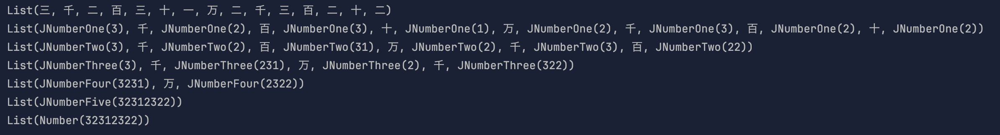 List(三, 千, 二, 百, 三, 十, 一, 万, 二, 千, 三, 百, 二, 十, 二)
List(JNumberOne(3), 千, JNumberOne(2), 百, JNumberOne(3), 十, JNumberOne(1), 万, JNumberOne(2), 千, JNumberOne(3), 百, JNumberOne(2), 十, JNumberOne(2))
List(JNumberTwo(3), 千, JNumberTwo(2), 百, JNumberTwo(31), 万, JNumberTwo(2), 千, JNumberTwo(3), 百, JNumberTwo(22))
List(JNumberThree(3), 千, JNumberThree(231), 万, JNumberThree(2), 千, JNumberThree(322))
List(JNumberFour(3231), 万, JNumberFour(2322))
List(JNumberFive(32312322))
List(Number(32312322))